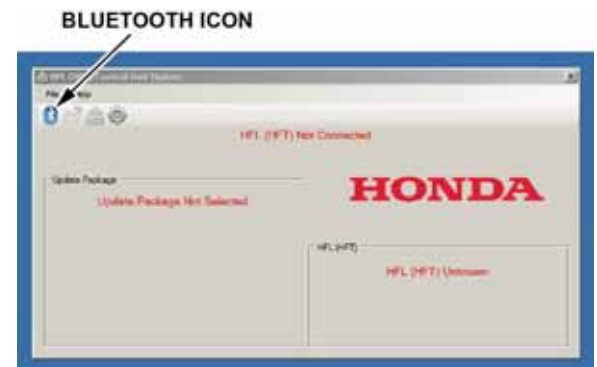 BLUETOOTH ICON
HFL (HFT) Not Connected
Update Package
Update Package Not Selected
HONDA
HFL (HFT)
HFL (HFT) Unknown